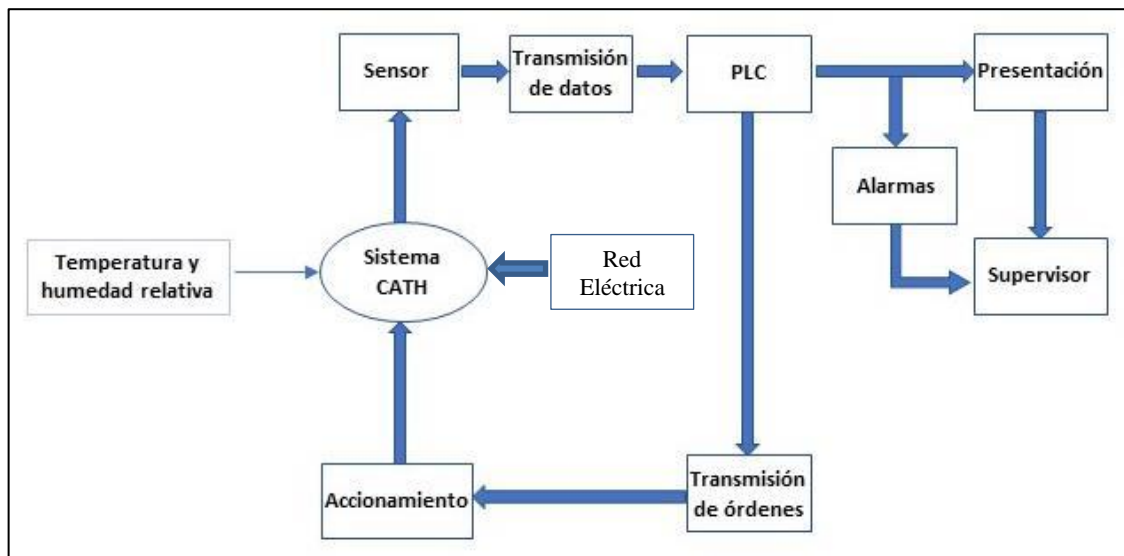 Sensor
Transmisión
de datos
PLC
Presentación
Alarmas
Temperatura y
humedad relativa
Sistema
CATH
Red
Eléctrica
Supervisor
Accionamiento
Transmisión
de órdenes